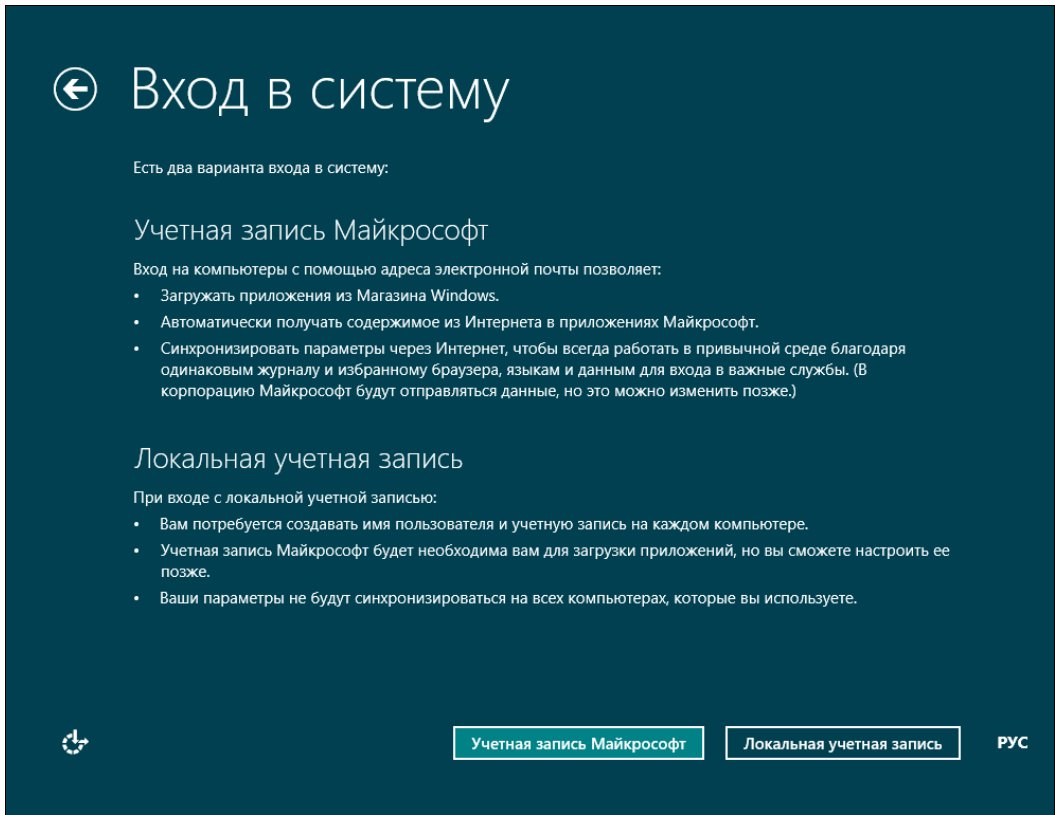 Вход в систему
Есть два варианта входа в систему:
Учетная запись Майкрософт
Вход на компьютеры с помощью адреса электронной почты позволяет:
• Загружать приложения из Магазина Windows.
• Автоматически получать содержимое из Интернета в приложениях Майкрософт.
• Синхронизировать параметры через Интернет, чтобы всегда работать в привычной среде благодаря
одинаковым журналу и избранному браузера, языкам и данным для входа в важные службы. (В
корпорацию Майкрософт будут отправляться данные, но это можно изменить позже.)
Локальная учетная запись
При входе с локальной учетной записью:
• Вам потребуется создавать имя пользователя и учетную запись на каждом компьютере.
• Учетная запись Майкрософт будет необходима вам для загрузки приложений, но вы сможете настроить ее
позже.
• Ваши параметры не будут синхронизироваться на всех компьютерах, которые вы используете.
Учетная запись Майкрософт
Локальная учетная запись
РУС